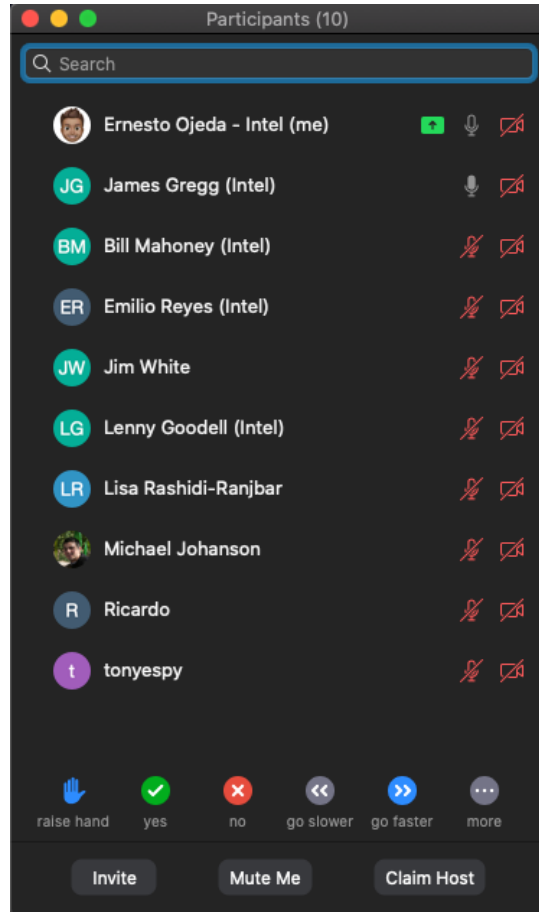 Participants (10)
Search
Ernesto Ojeda - Intel (me)
JG James Gregg (Intel)
BM Bill Mahoney (Intel)
ER Emilio Reyes (Intel)
JW Jim White
LG Lenny Goodell (Intel)
LR Lisa Rashidi-Ranjbar
Michael Johanson
R Ricardo
t tonyespy
raise hand yes no go slower go faster more
Invite Mute Me Claim Host